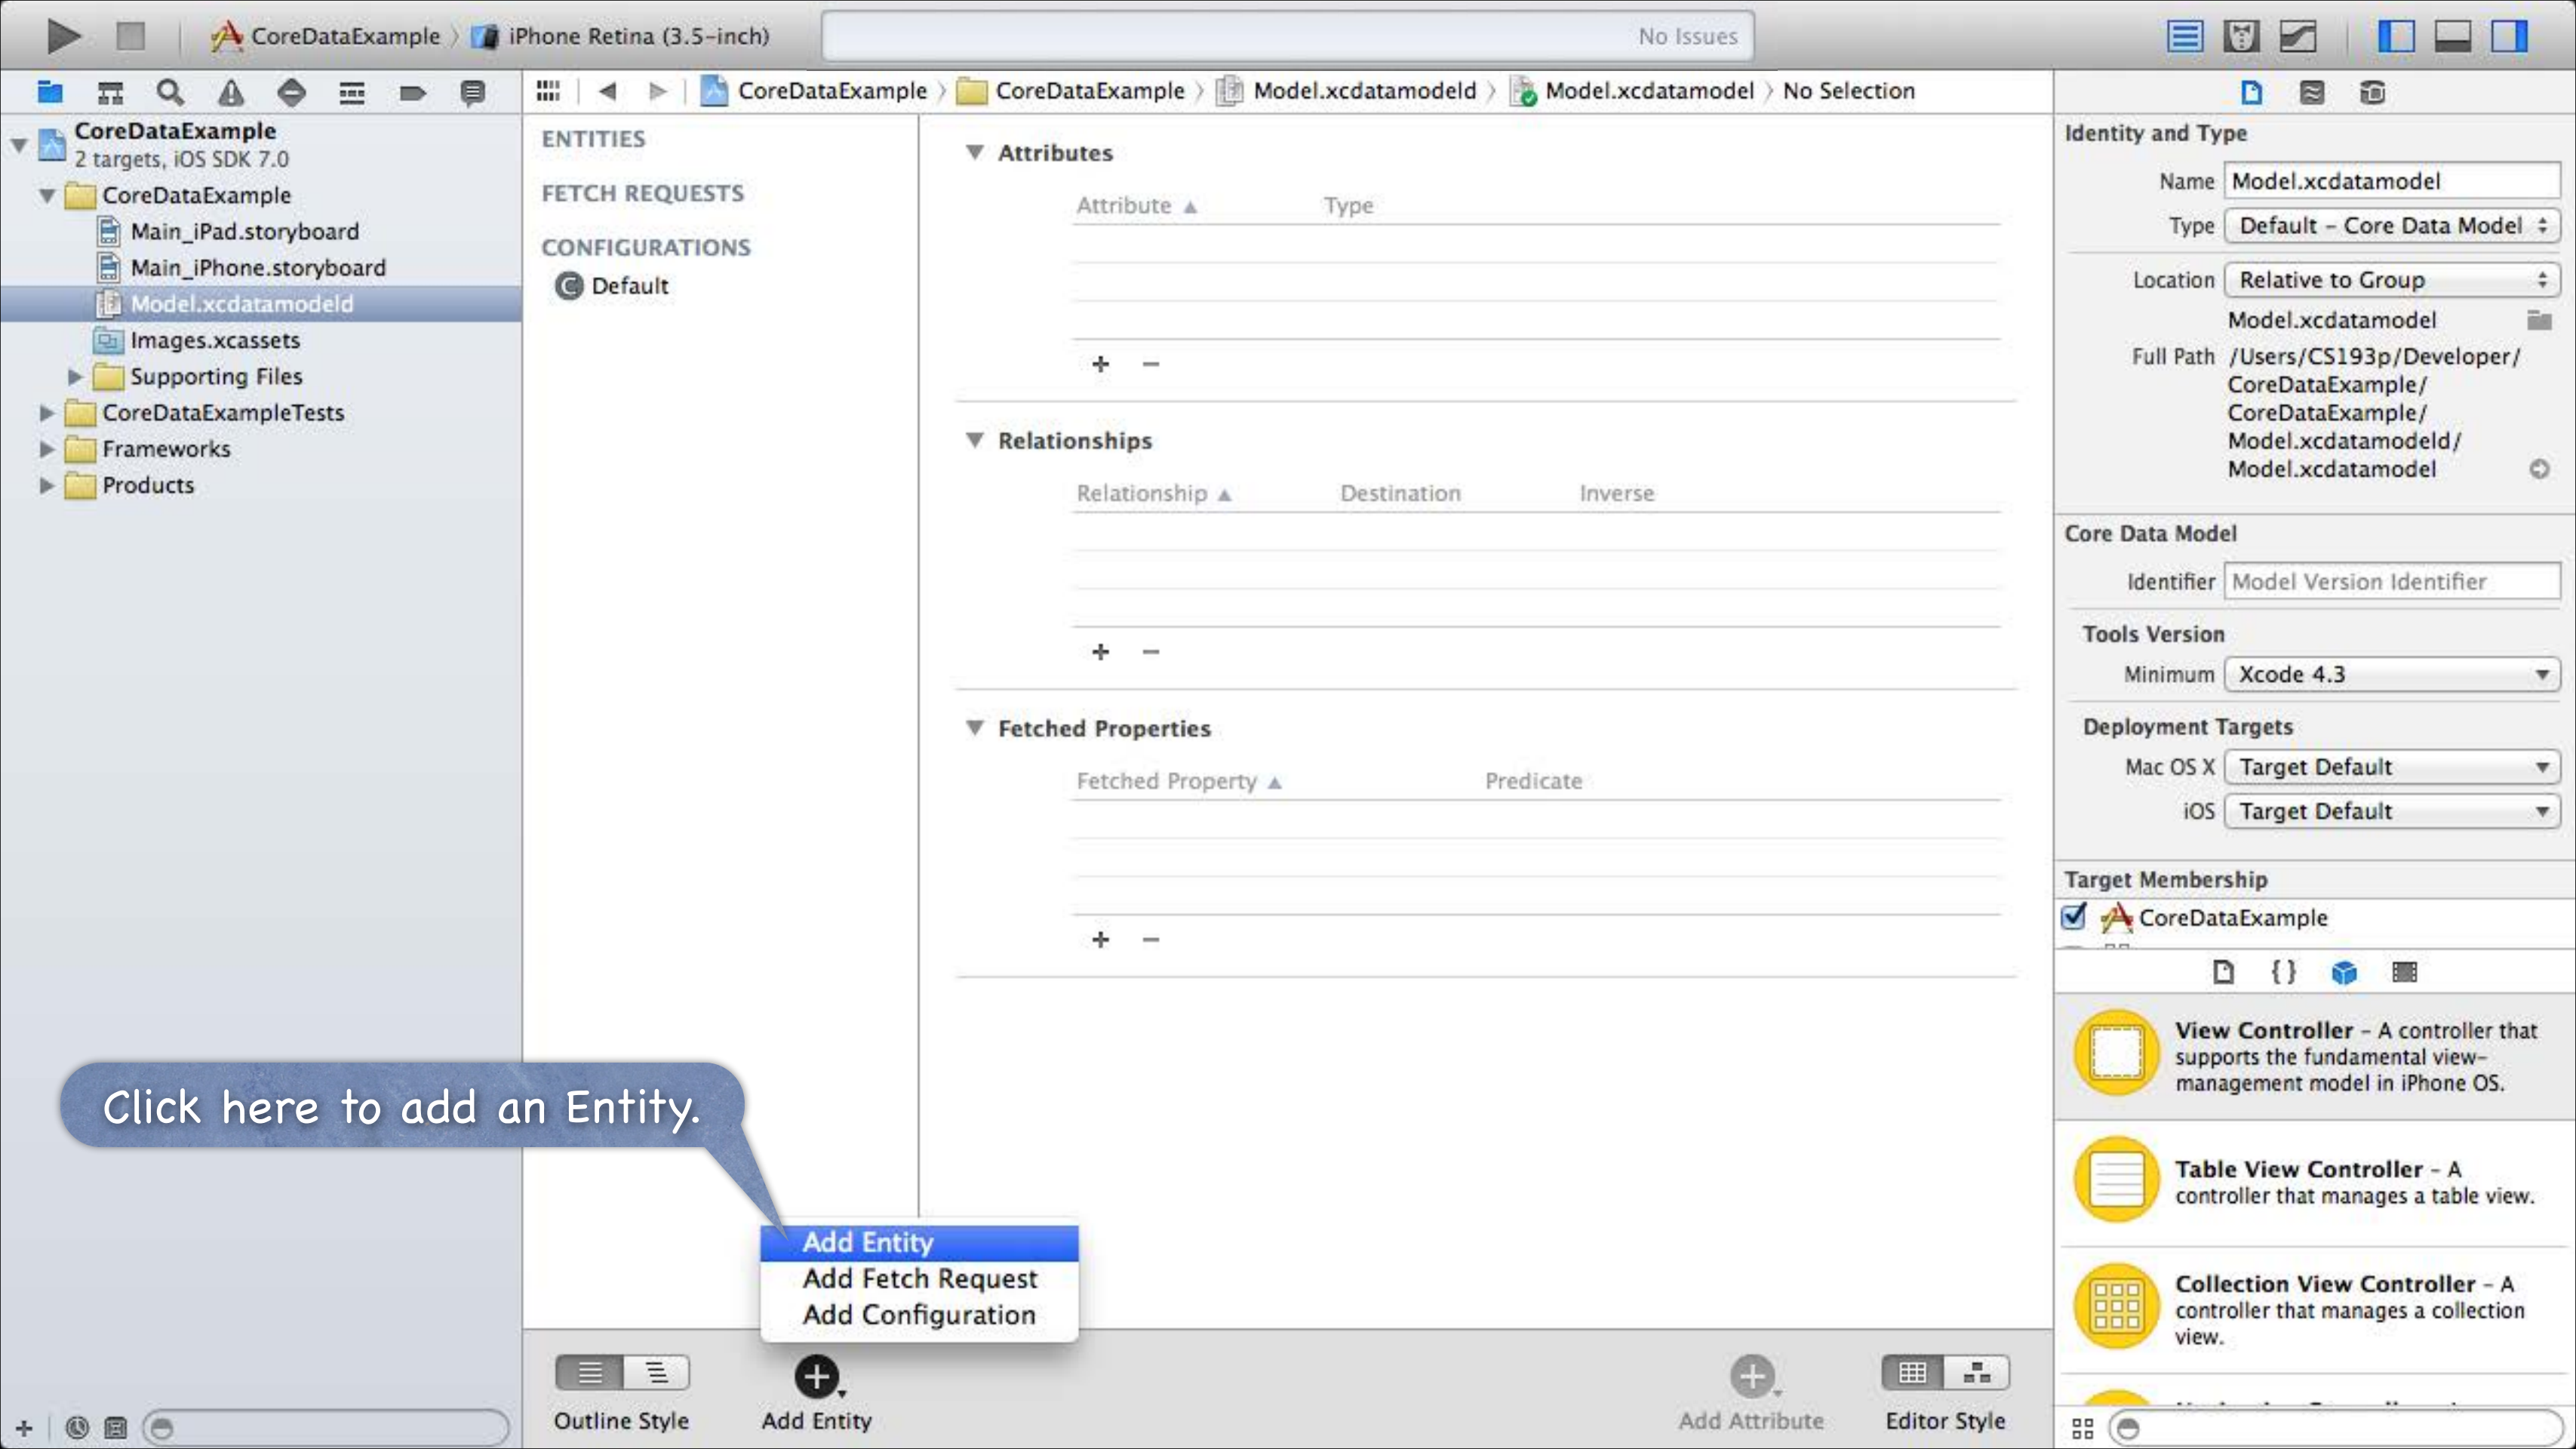 CoreDataExample
iPhone Retina (3.5-inch)
No Issues
CoreDataExample
CoreDataExample
Model.xcdatamodeld
Model.xcdatamodel
No Selection
CoreDataExample
2 targets, iOS SDK 7.0
CoreDataExample
Main_iPad.storyboard
Main_iPhone.storyboard
Model.xcdatamodeld
Images.xcassets
Supporting Files
CoreDataExampleTests
Frameworks
Products
ENTITIES
FETCH REQUESTS
CONFIGURATIONS
C Default
Attributes
Attribute
Type
Relationships
Relationship
Destination
Inverse
Fetched Properties
Fetched Property
Predicate
Click here to add an Entity.
Add Entity
Add Fetch Request
Add Configuration
Outline Style
Add Entity
Add Attribute
Editor Style
Identity and Type
Name Model.xcdatamodel
Type Default - Core Data Model
Location Relative to Group
Model.xcdatamodel
Full Path /Users/CS193p/Developer/
CoreDataExample/
CoreDataExample/
Model.xcdatamodeld/
Model.xcdatamodel
Core Data Model
Identifier Model Version Identifier
Tools Version
Minimum Xcode 4.3
Deployment Targets
Mac OS X Target Default
iOS Target Default
Target Membership
CoreDataExample
{ }
View Controller - A controller that
supports the fundamental view-
management model in iPhone OS.
Table View Controller - A
controller that manages a table view.
Collection View Controller - A
controller that manages a collection
view.